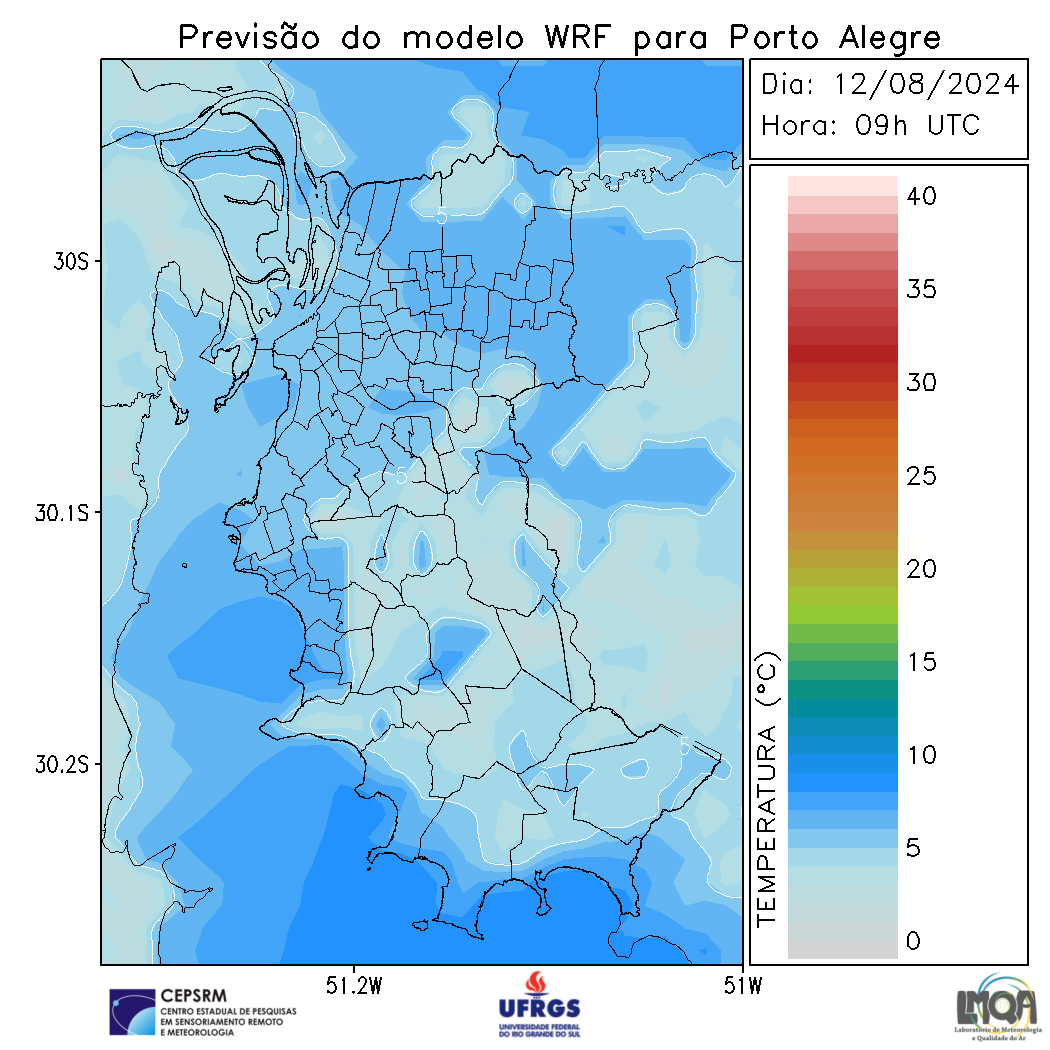 Previsão do modelo WRF para Porto Alegre
Dia: 12/08/2024
Hora: 09h UTC
40
35
30
25
20
15
10
5
0
TEMPERATURA (°C)
30S
30.1S
30.2S
51.2W
51W
5
5
5
CEPSRM
CENTRO ESTADUAL DE PESQUISAS
EM SENSORIAMENTO REMOTO
E METEOROLOGIA
UFRGS
UNIVERSIDADE FEDERAL
DO RIO GRANDE DO SUL
LMQA
Laboratório de Meteorologia
e Qualidade do Ar